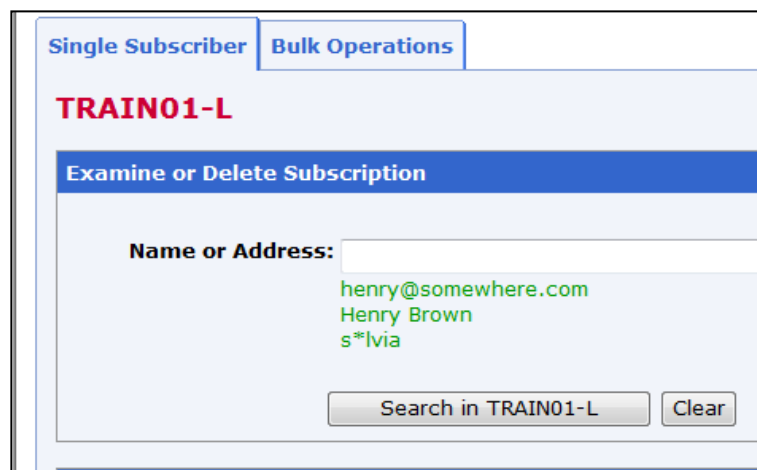 Single Subscriber
Bulk Operations
TRAIN01-L
Examine or Delete Subscription
Name or Address:
henry@somewhere.com
Henry Brown
s*lvia
Search in TRAIN01-L
Clear